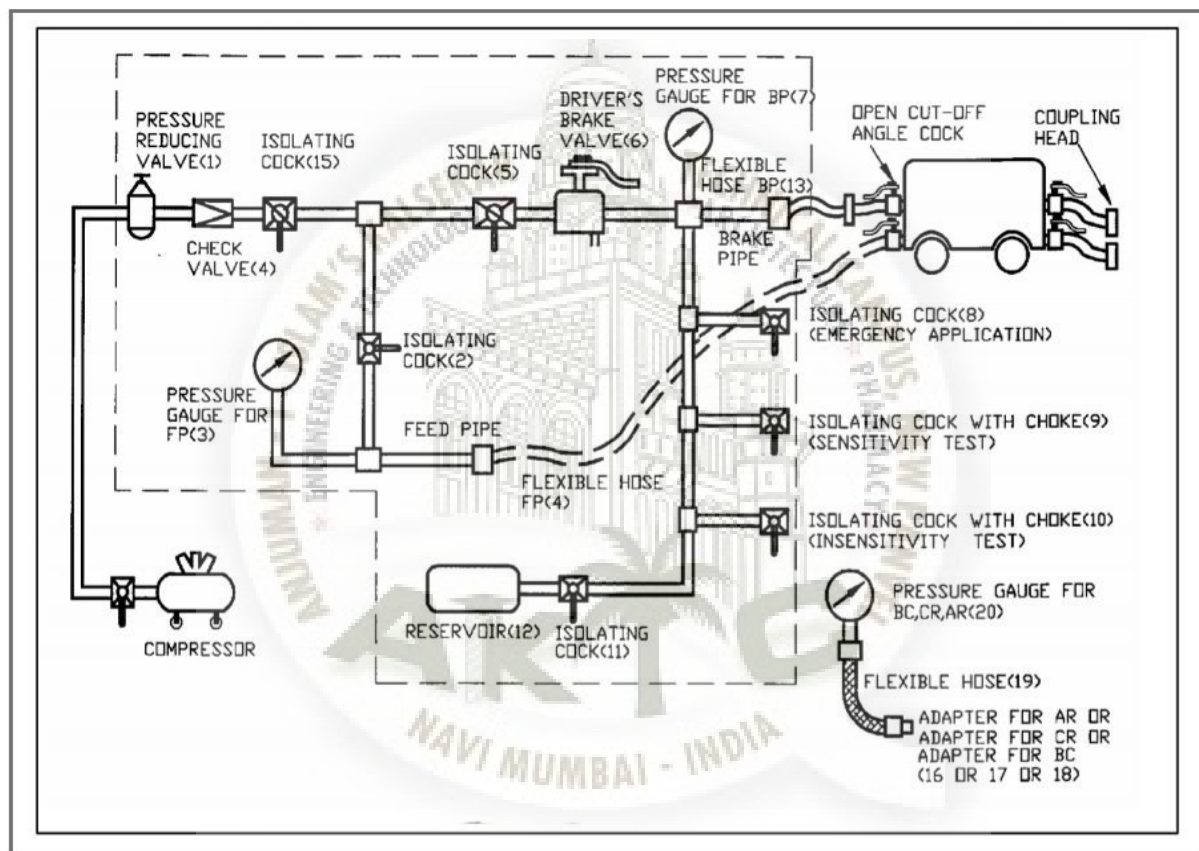 PRESSURE
REDUCING
VALVE(1)
ISOLATING
COCK(15)
CHECK
VALVE(4)
ISOLATING
COCK(5)
DRIVER'S
BRAKE
VALVE(6)
PRESSURE
GAUGE FOR BP(7)
FLEXIBLE
HOSE BP(13)
BRAKE
PIPE
OPEN CUT-OFF
ANGLE COCK
COUPLING
HEAD
ISOLATING
COCK(2)
PRESSURE
GAUGE FOR
FP(3)
FEED PIPE
FLEXIBLE HOSE
FP(4)
ISOLATING COCK(8)
(EMERGENCY APPLICATION)
ISOLATING COCK WITH CHOKE(9)
(SENSITIVITY TEST)
ISOLATING COCK WITH CHOKE(10)
(INSENSITIVITY TEST)
COMPRESSOR
RESERVOIR(12)
ISOLATING
COCK(11)
PRESSURE GAUGE FOR
BC,CR,AR(20)
FLEXIBLE HOSE(19)
ADAPTER FOR AR OR
ADAPTER FOR CR OR
ADAPTER FOR BC
(16 OR 17 OR 18)
ENGINEERING & TECHNOLOGY
PHARMACY
AKTC
NAVI MUMBAI - INDIA